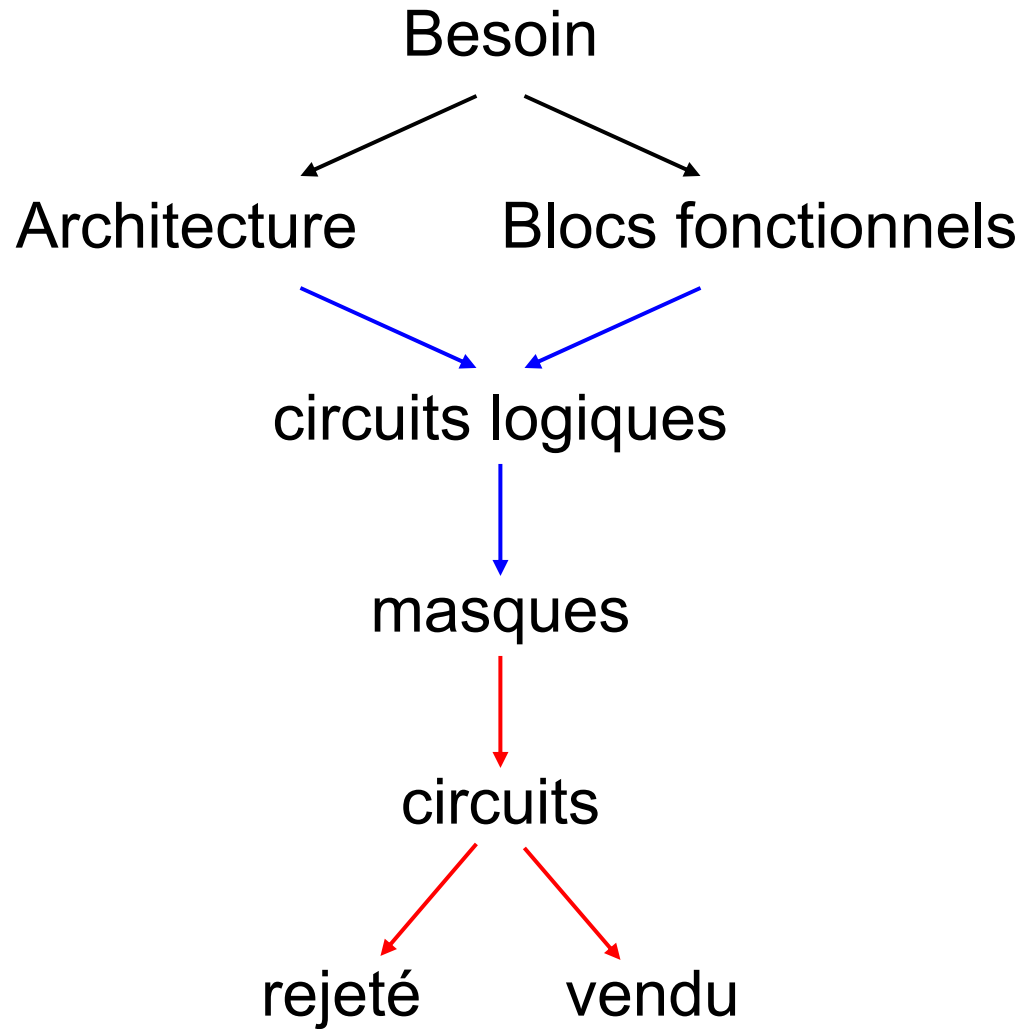 Besoin
Architecture Blocs fonctionnels
circuits logiques
masques
circuits
rejeté vendu